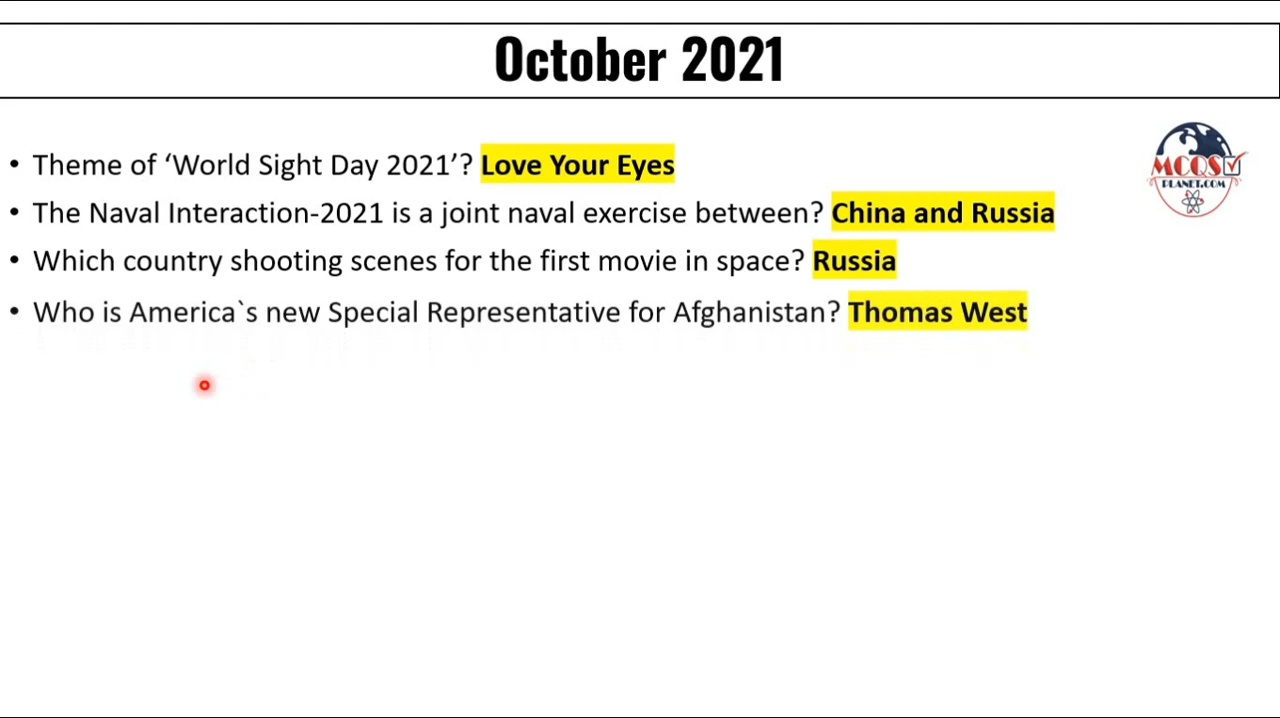 October 2021
• Theme of ‘World Sight Day 2021’? Love Your Eyes
• The Naval Interaction-2021 is a joint naval exercise between? China and Russia
• Which country shooting scenes for the first movie in space? Russia
• Who is America`s new Special Representative for Afghanistan? Thomas West
MCQS
PLANET.COM